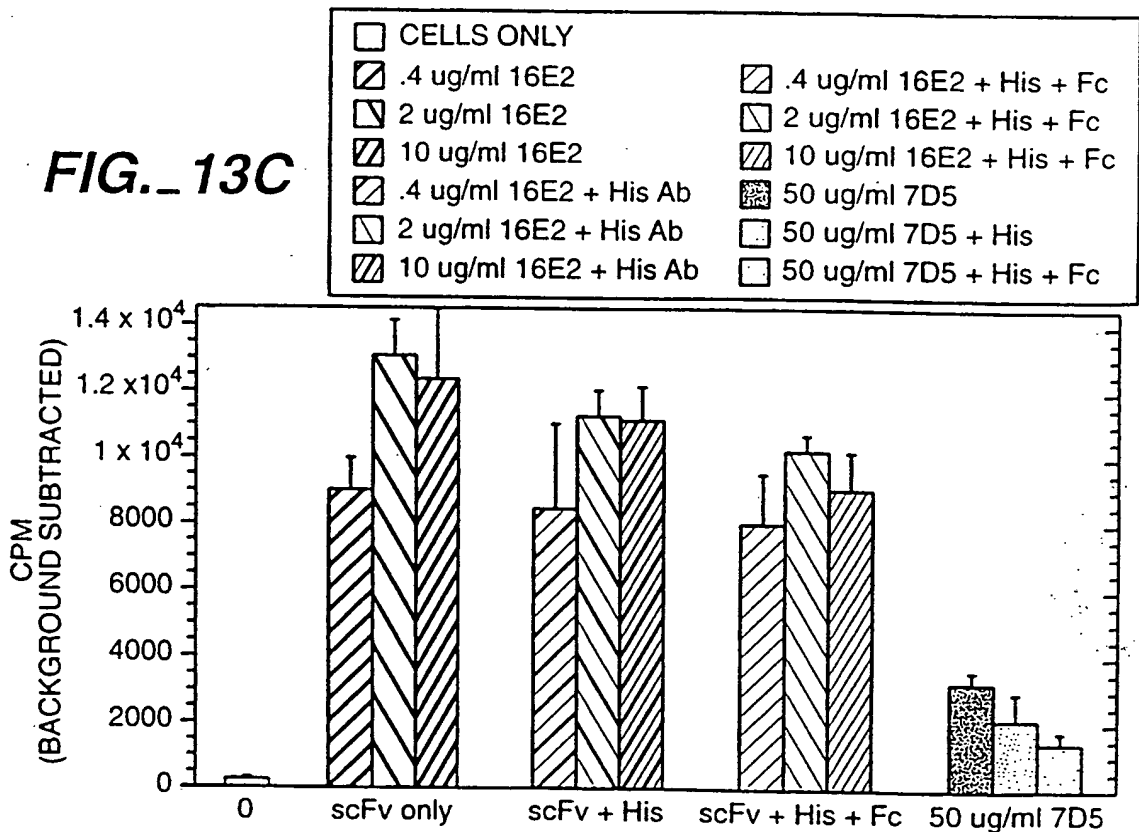 CELLS ONLY
.4 ug/ml 16E2
2 ug/ml 16E2
10 ug/ml 16E2
.4 ug/ml 16E2 + His Ab
2 ug/ml 16E2 + His Ab
10 ug/ml 16E2 + His Ab
.4 ug/ml 16E2 + His + Fc
2 ug/ml 16E2 + His + Fc
10 ug/ml 16E2 + His + Fc
50 ug/ml 7D5
50 ug/ml 7D5 + His
50 ug/ml 7D5 + His + Fc
FIG._13C
CPM
(BACKGROUND SUBTRACTED)
1.4 x 10⁴
1.2 x10⁴
1 x 10⁴
8000
6000
4000
2000
0
0
scFv only
scFv + His
scFv + His + Fc
50 ug/ml 7D5